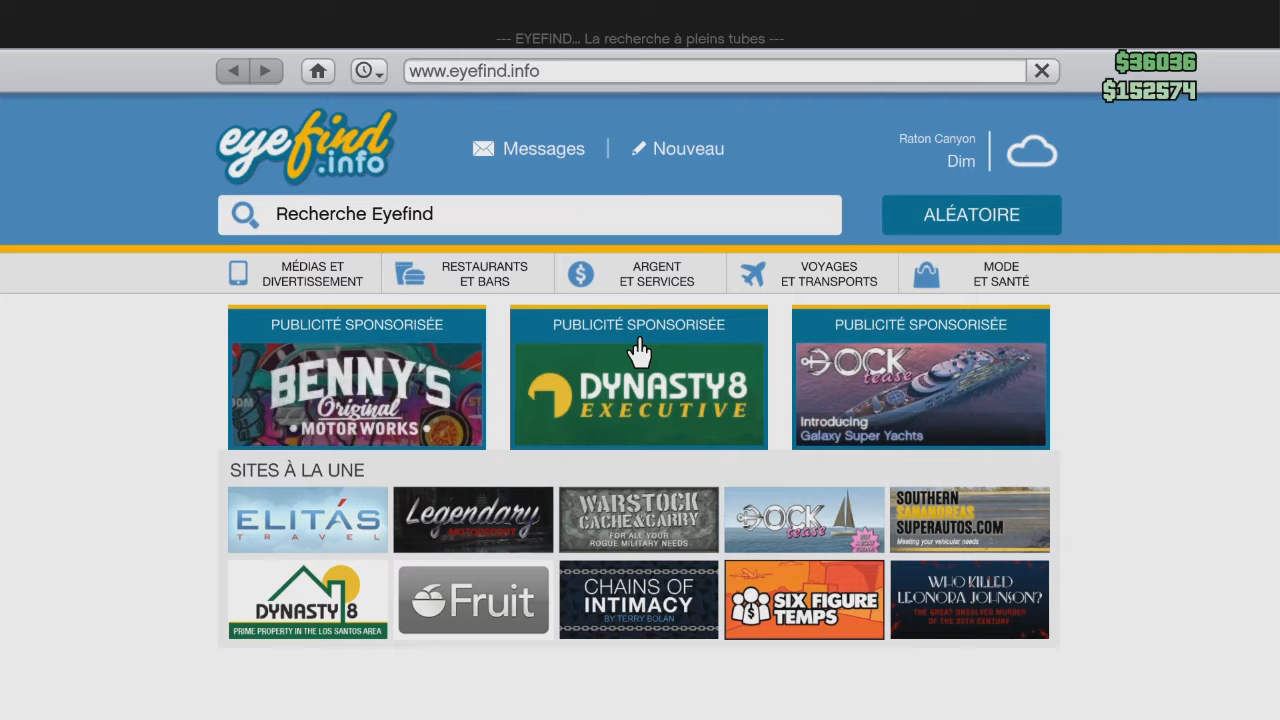 --- EYEFIND... La recherche à pleins tubes ---
www.eyefind.info
$36036
$152574
eyefind
.info
Messages
Nouveau
Raton Canyon
Dim
Recherche Eyefind
ALÉATOIRE
MÉDIAS ET
DIVERTISSEMENT
RESTAURANTS
ET BARS
ARGENT
ET SERVICES
VOYAGES
ET TRANSPORTS
MODE
ET SANTÉ
PUBLICITÉ SPONSORISÉE
BENNY'S
Original
MOTOR WORKS
PUBLICITÉ SPONSORISÉE
DYNASTY8
EXECUTIVE
PUBLICITÉ SPONSORISÉE
DOCK
tease
Introducing
Galaxy Super Yachts
SITES À LA UNE
ELITÁS
TRAVEL
Legendary
MOTORSPORT
WARSTOCK
CACHE&CARRY
FOR ALL YOUR
ROGUE MILITARY NEEDS
DOCK
tease
SOUTHERN
SANANDREAS
SUPERAUTOS.COM
Meeting your vehicular needs
DYNASTY 8
PRIME PROPERTY IN THE LOS SANTOS AREA
Fruit
CHAINS OF
INTIMACY
BY TERRY BOLAN
SIX FIGURE
TEMPS
WHO KILLED
LEONORA JOHNSON?
THE GREAT UNSOLVED MURDER
OF THE 20TH CENTURY